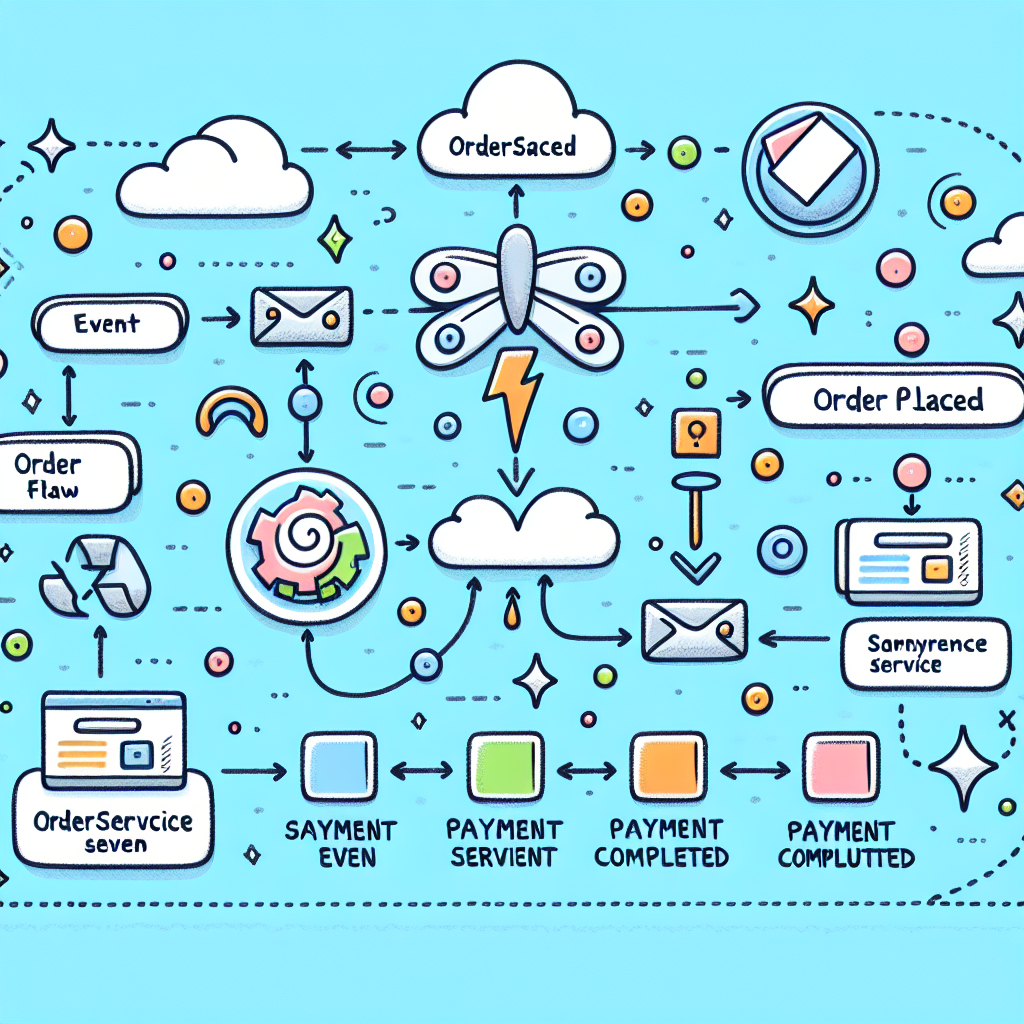 OrderSaced
Event
Order Placed
Order
Flaw
Sarnyrence
service
OrderServcice
seven
SAYMENT
EVEN
PAYMENT
SERVIENT
PAYMENT
COMPLETED
PAYMENT
COMPLUTTED